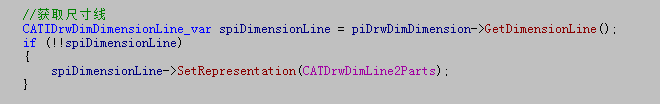 //获取尺寸线
CATIDrwDimDimensionLine_var spiDimensionLine = piDrwDimDimension->GetDimensionLine();
if (!!spiDimensionLine)
{
spiDimensionLine->SetRepresentation(CATDrwDimLine2Parts);
}